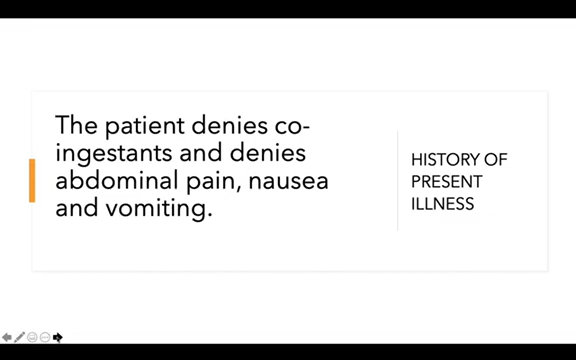 The patient denies co-
ingestants and denies
abdominal pain, nausea
and vomiting.
HISTORY OF
PRESENT
ILLNESS